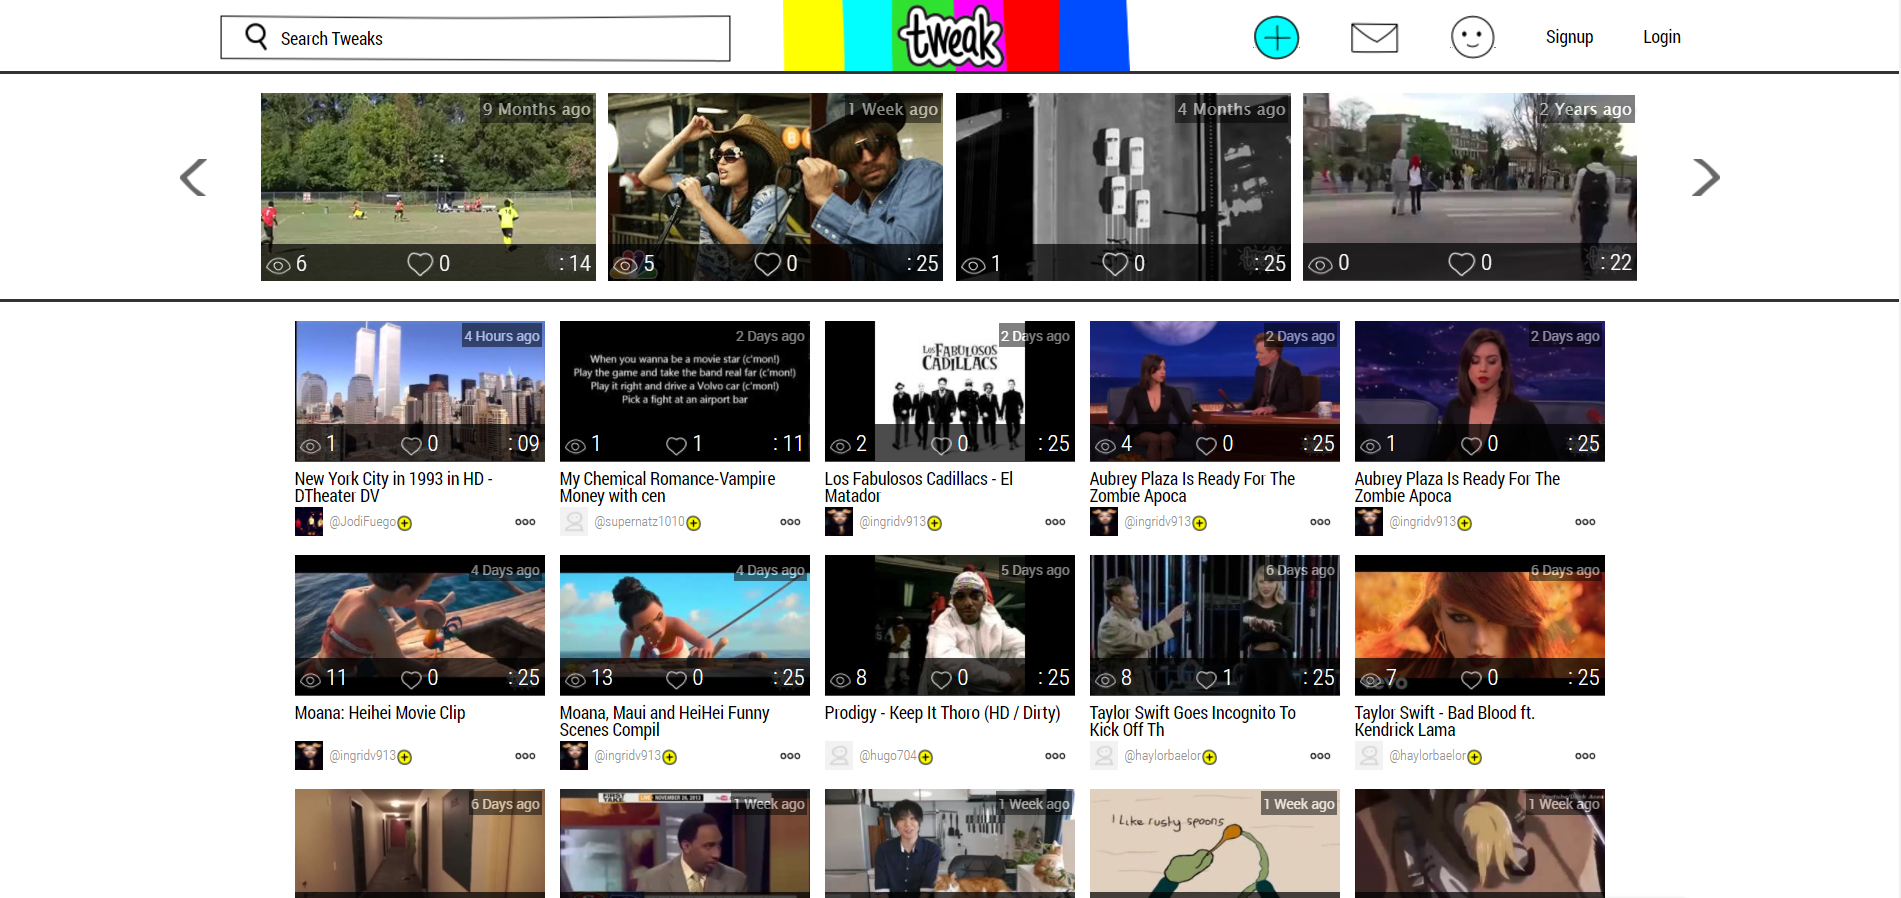 Search Tweaks
tweak
Signup
Login
9 Months ago
6
0
: 14
1 Week ago
5
0
: 25
4 Months ago
1
0
: 25
2 Years ago
0
0
: 22
4 Hours ago
1
0
: 09
New York City in 1993 in HD -
DTheater DV
@JodiFuego
2 Days ago
When you wanna be a movie star (c'mon!)
Play the game and take the band real far (c'mon!)
Play it right and drive a Volvo car (c'mon!)
Pick a fight at an airport bar
1
1
: 11
My Chemical Romance-Vampire
Money with cen
@supernatz1010
2 Days ago
LOS FABULOSOS
CADILLACS
2
0
: 25
Los Fabulosos Cadillacs - El
Matador
@ingridv913
2 Days ago
4
0
: 25
Aubrey Plaza Is Ready For The
Zombie Apoca
@ingridv913
2 Days ago
1
0
: 25
Aubrey Plaza Is Ready For The
Zombie Apoca
@ingridv913
4 Days ago
11
0
: 25
Moana: Heihei Movie Clip
@ingridv913
4 Days ago
13
0
: 25
Moana, Maui and HeiHei Funny
Scenes Compil
@ingridv913
5 Days ago
8
0
: 25
Prodigy - Keep It Thoro (HD / Dirty)
@hugo704
6 Days ago
8
1
: 25
Taylor Swift Goes Incognito To
Kick Off Th
@haylorbaelor
6 Days ago
vevo
7
0
: 25
Taylor Swift - Bad Blood ft.
Kendrick Lama
@haylorbaelor
6 Days ago
FIRST
TAKE
LIVE
NOVEMBER 26, 2013
1 Week ago
1 Week ago
1 Week ago
I like rusty spoons
1 Week ago